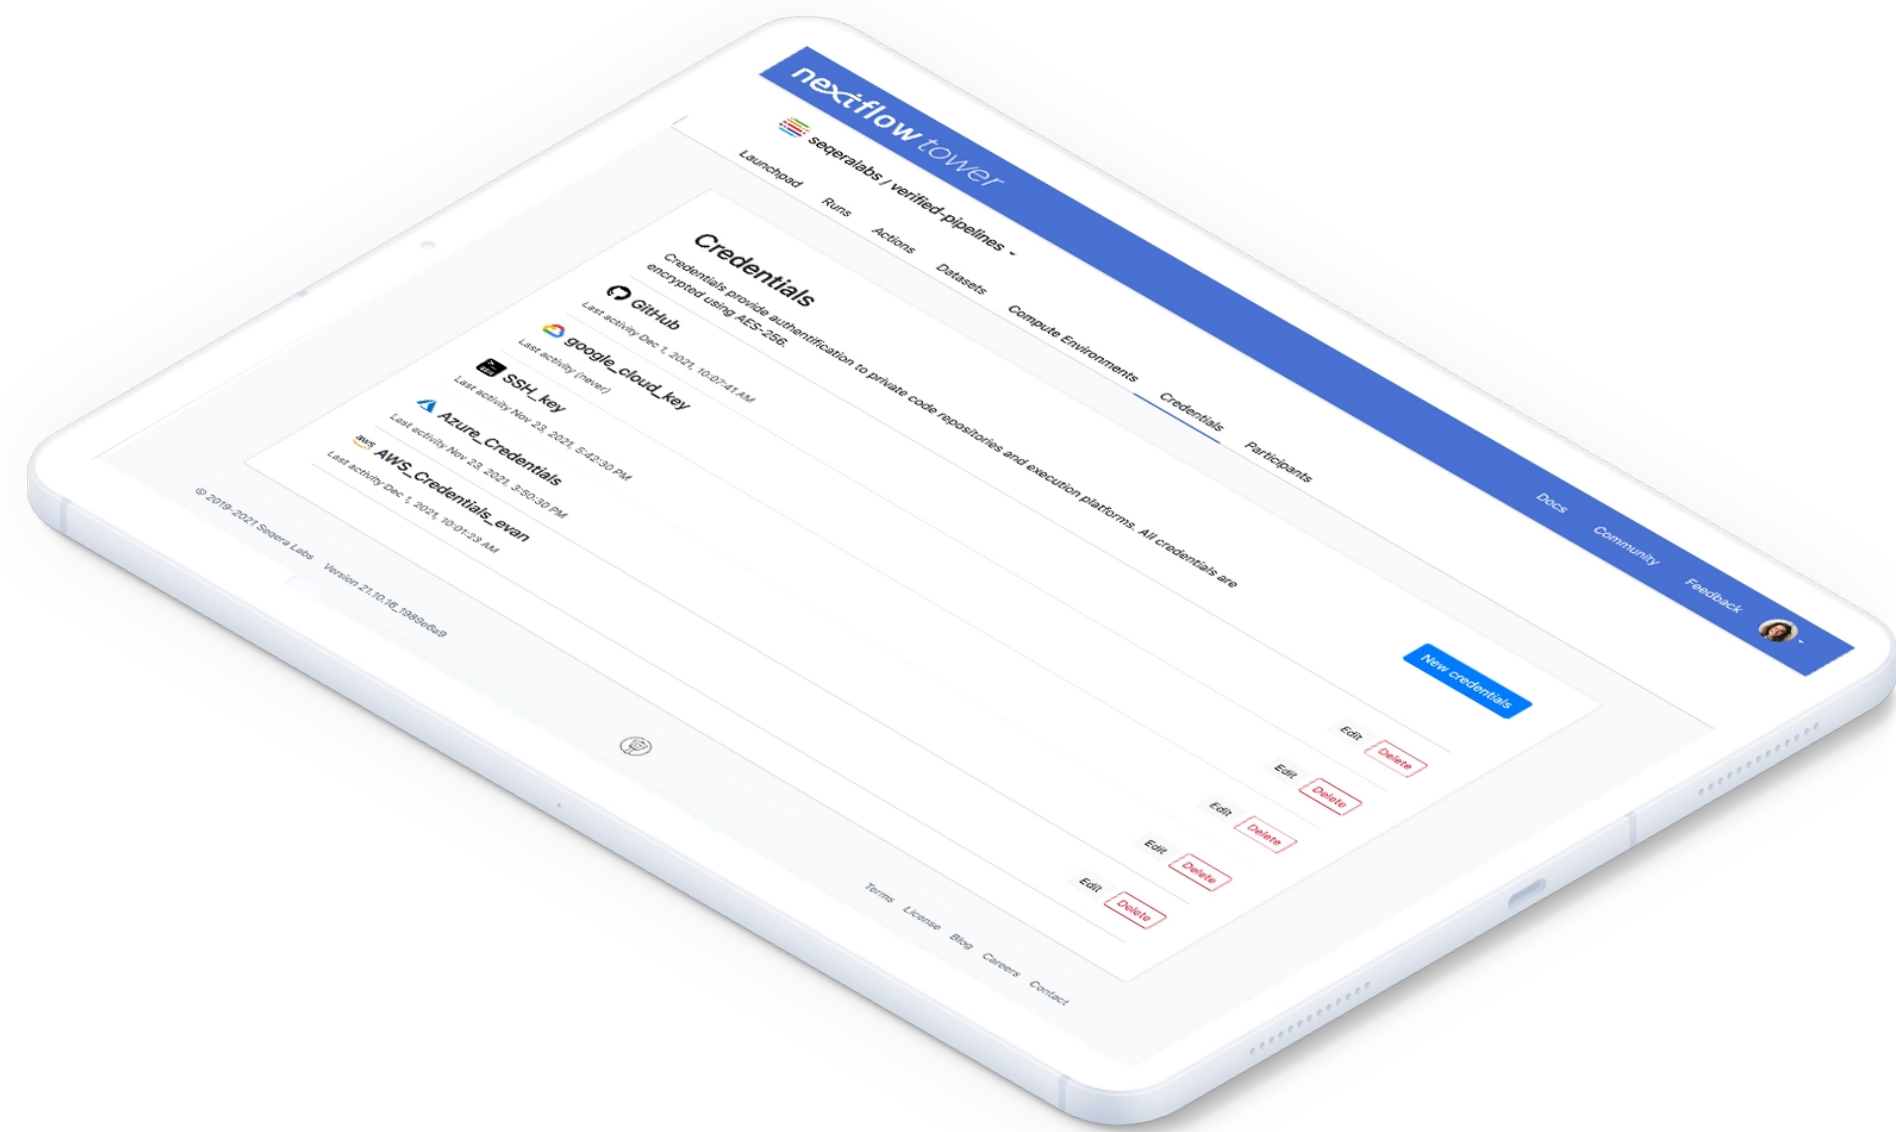 nextflow tower
Docs Community Feedback
seqeralabs / verified-pipelines
Launchpad Runs Actions Datasets Compute Environments Credentials Participants
Credentials
Credentials provide authentification to private code repositories and execution platforms. All credentials are
encrypted using AES-256.
New credentials
GitHub
Last activity Dec 1, 2021, 10:07:41 AM
Edit Delete
google_cloud_key
Last activity (never)
Edit Delete
SSH_key
Last activity Nov 23, 2021, 5:42:30 PM
Edit Delete
Azure_Credentials
Last activity Nov 23, 2021, 3:50:30 PM
Edit Delete
aws AWS_Credentials_evan
Last activity Dec 1, 2021, 10:01:23 AM
Edit Delete
© 2019-2021 Seqera Labs Version 21.10.16_1989e6a9
Terms License Blog Careers Contact